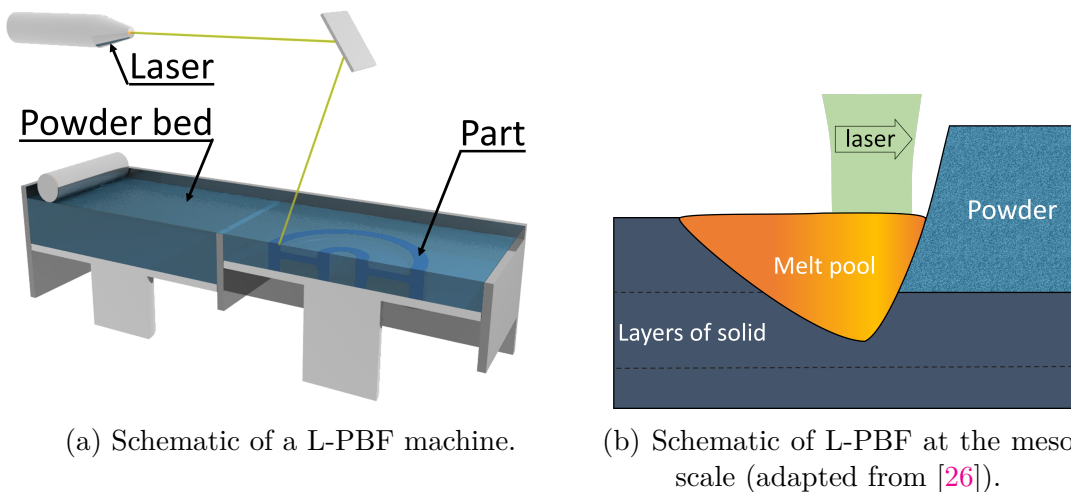 Laser
Powder bed
Part
(a) Schematic of a L-PBF machine.
laser
Powder
Melt pool
Layers of solid
(b) Schematic of L-PBF at the meso
scale (adapted from [26]).